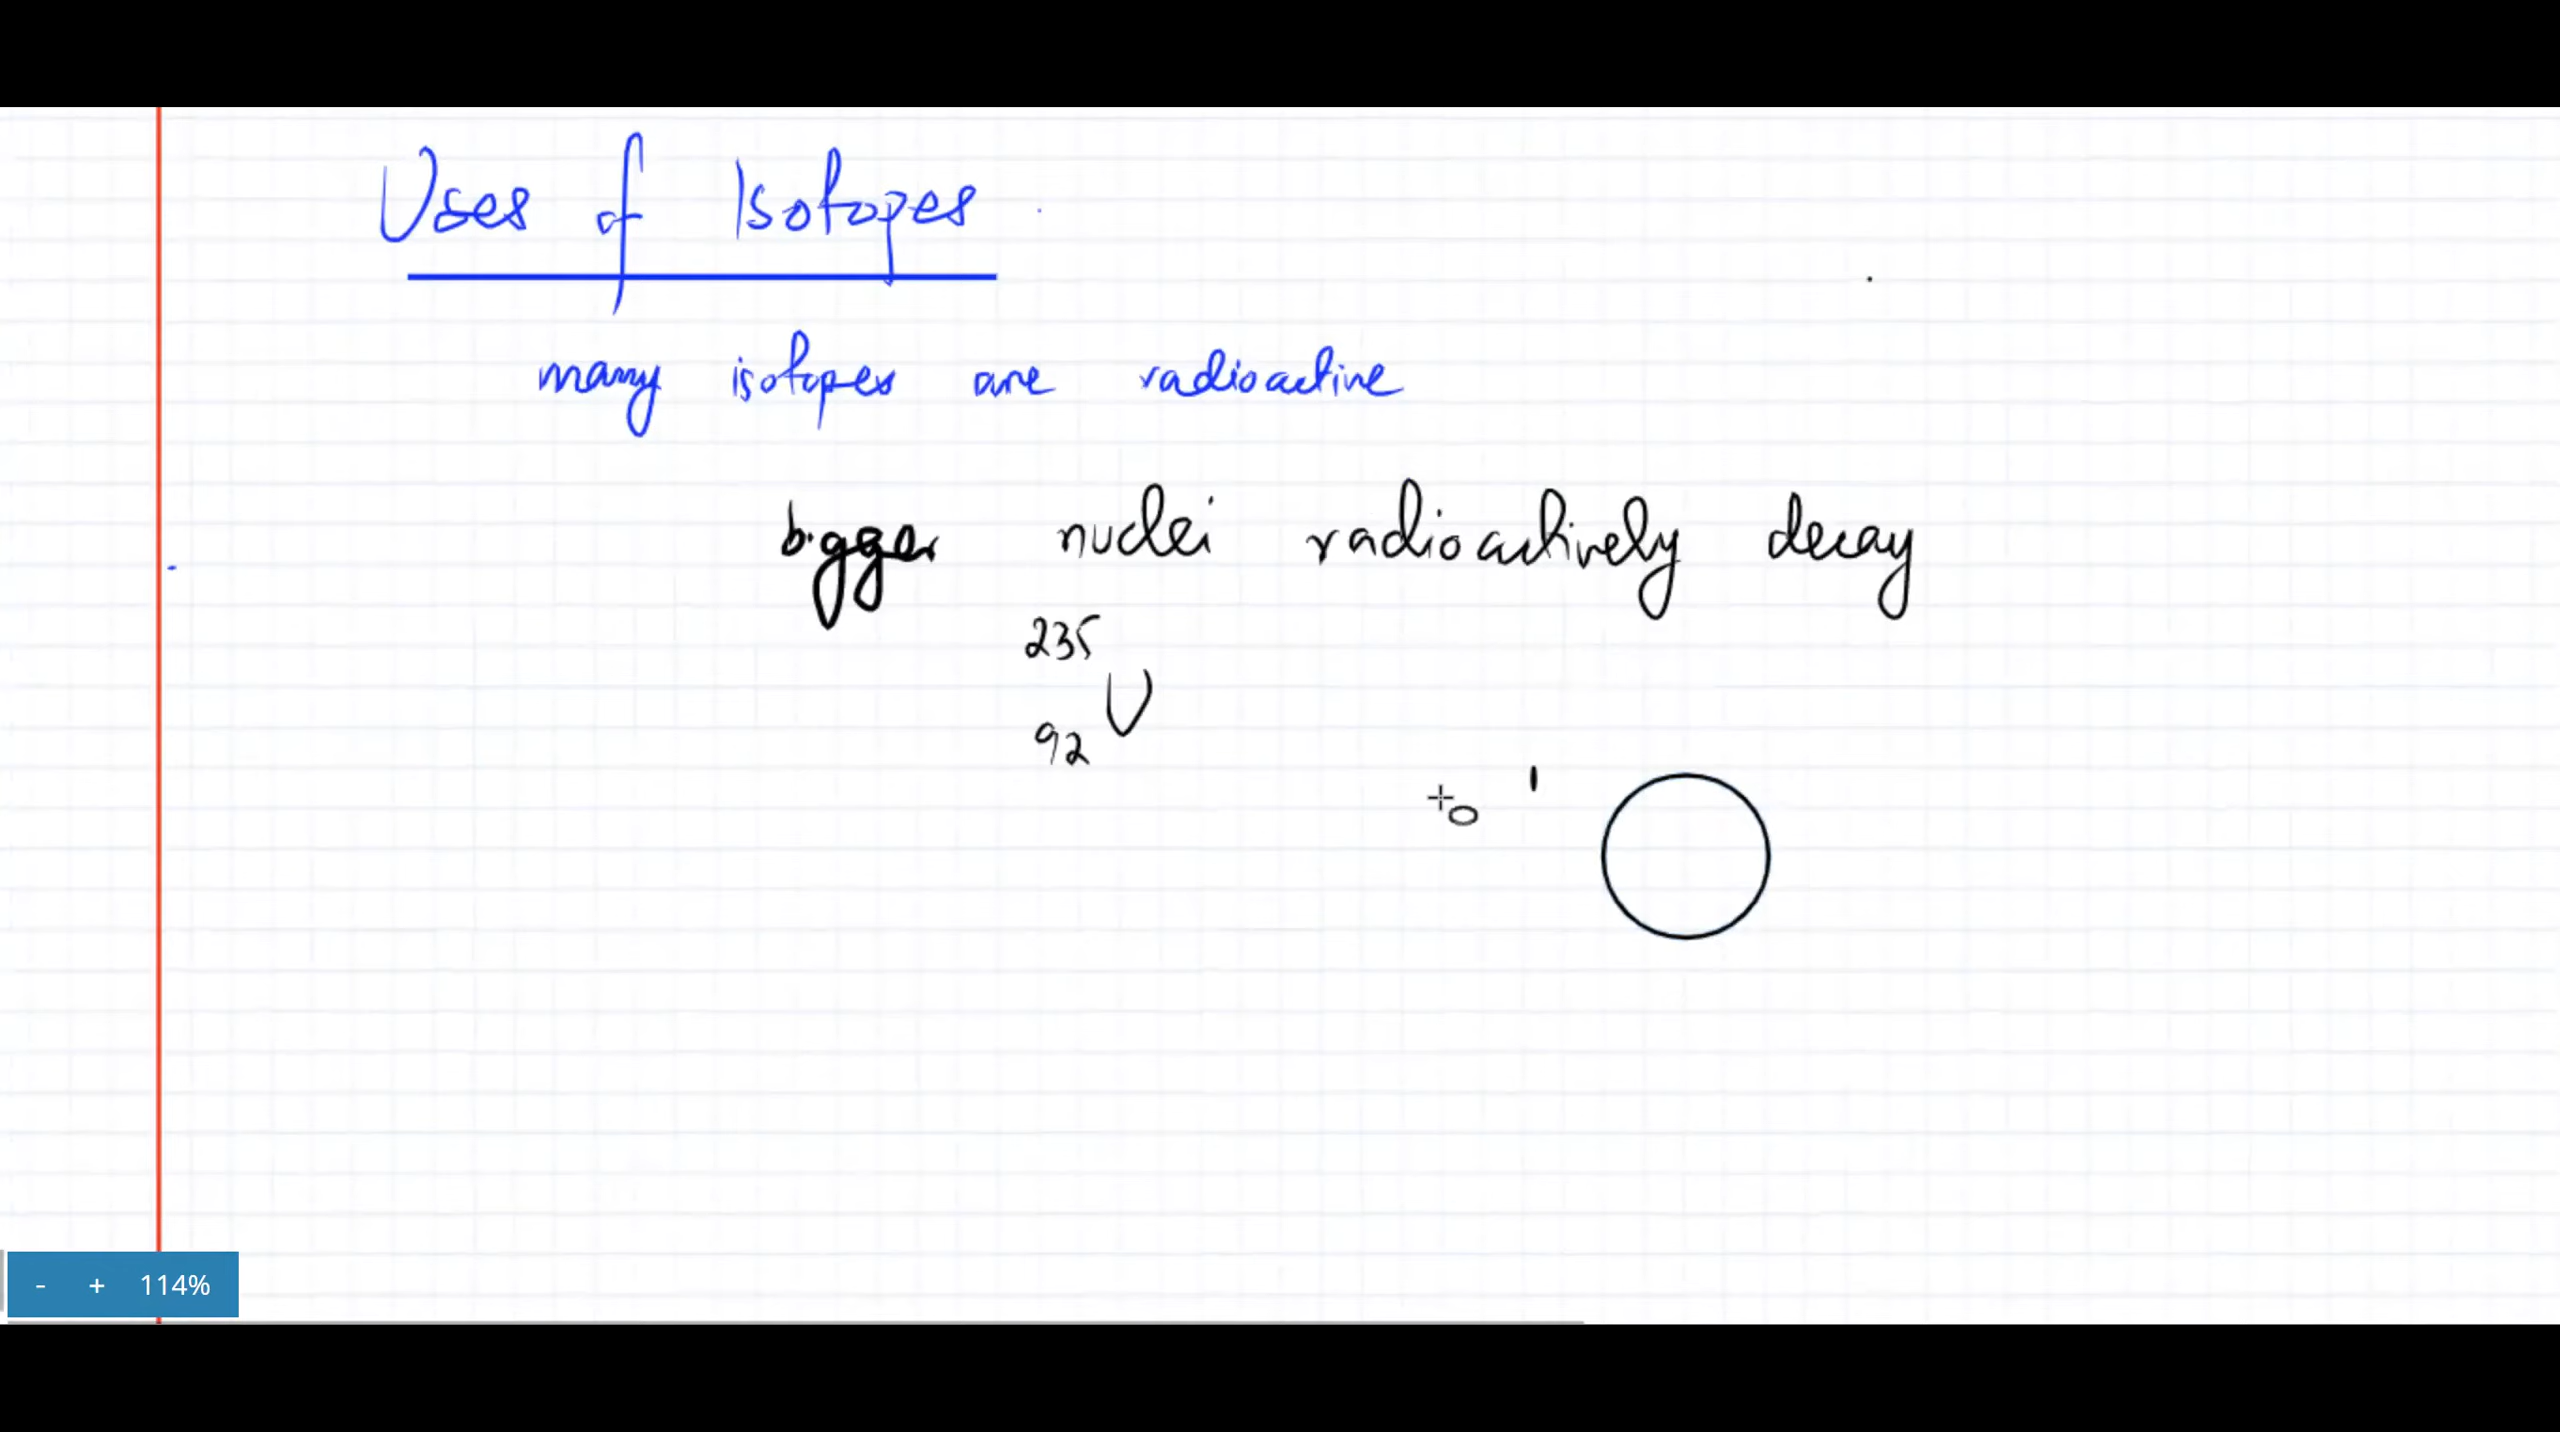 Uses of Isotopes
many isotopes are radioactive
bigger nuclei radioactively decay
235
U
92
- + 114%